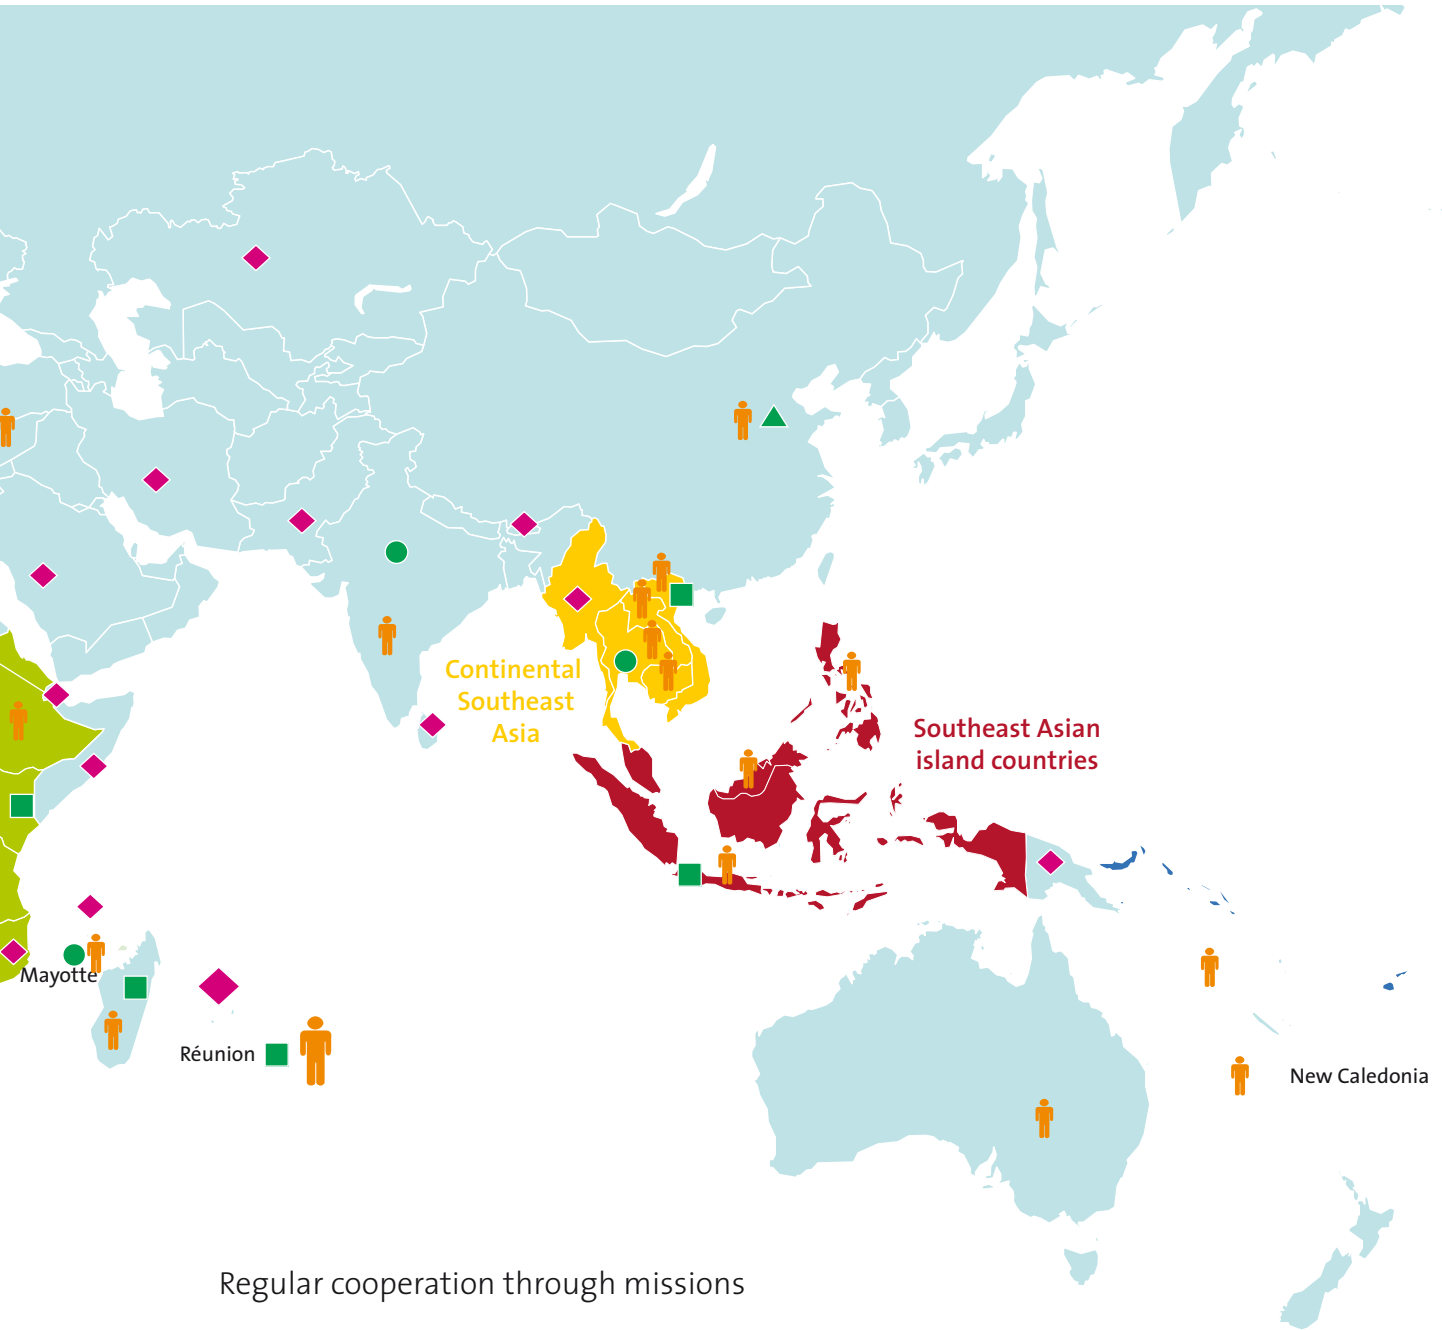 Continental
Southeast
Asia
Southeast Asian
island countries
Mayotte
Réunion
New Caledonia
Regular cooperation through missions